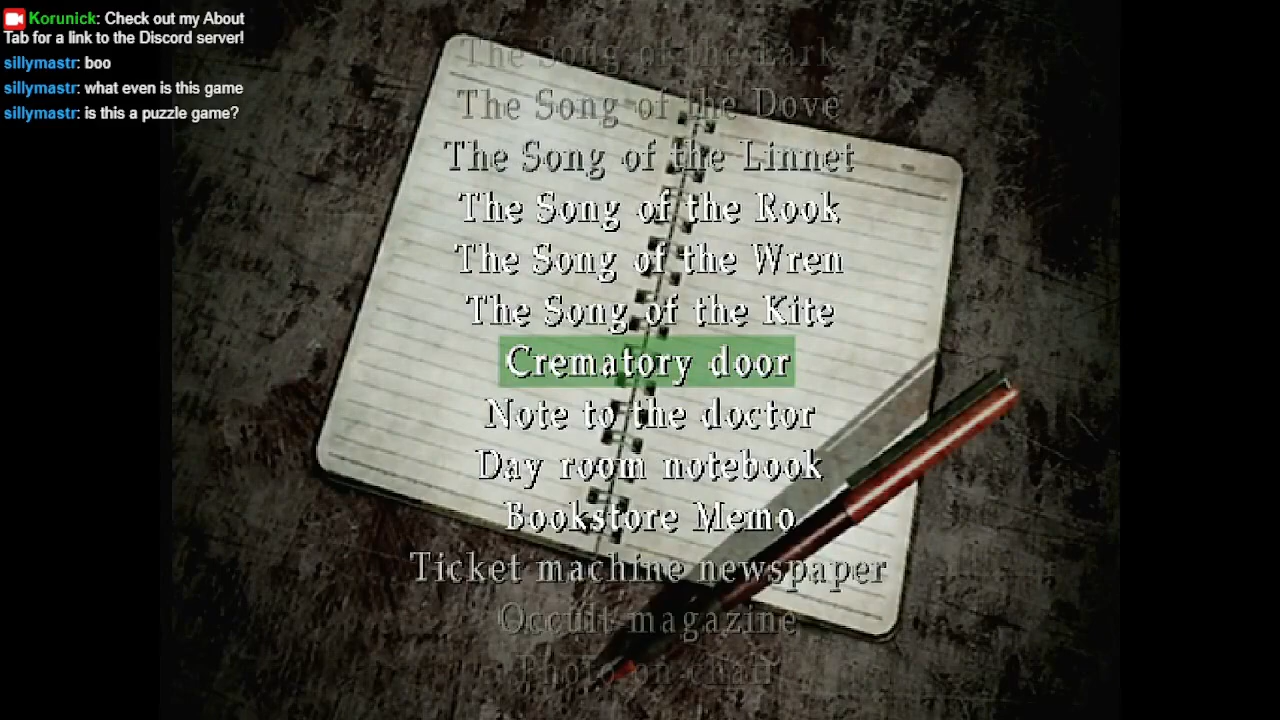 Korunick: Check out my About
Tab for a link to the Discord server!
sillymastr: boo
sillymastr: what even is this game
sillymastr: is this a puzzle game?
The Song of the Lark
The Song of the Dove
The Song of the Linnet
The Song of the Rook
The Song of the Wren
The Song of the Kite
Crematory door
Note to the doctor
Day room notebook
Bookstore Memo
Ticket machine newspaper
Occult magazine
Photo on chair